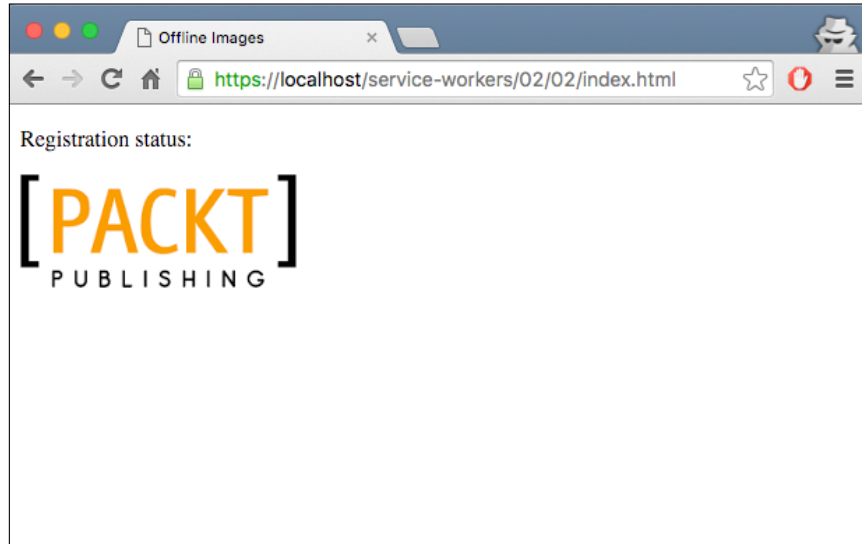 Offline Images
https://localhost/service-workers/02/02/index.html
Registration status:
[PACKT]
PUBLISHING